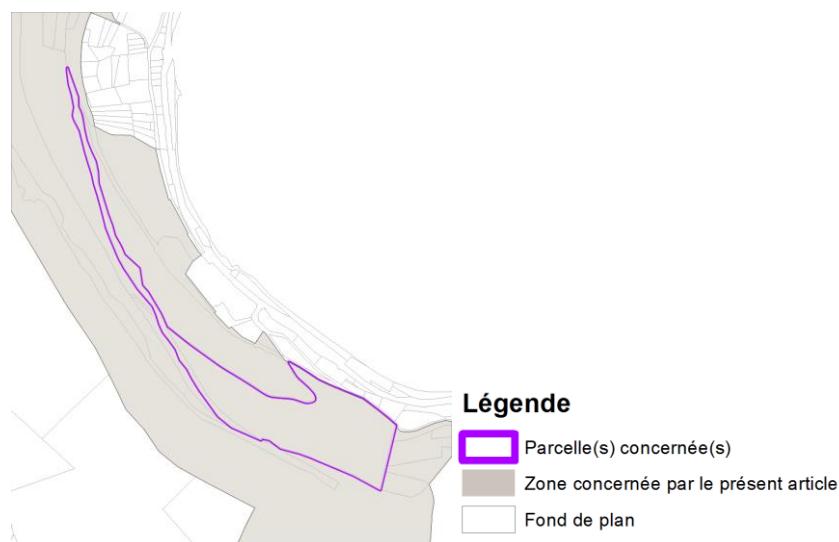 Légende
Parcelle(s) concernée(s)
Zone concernée par le présent article
Fond de plan